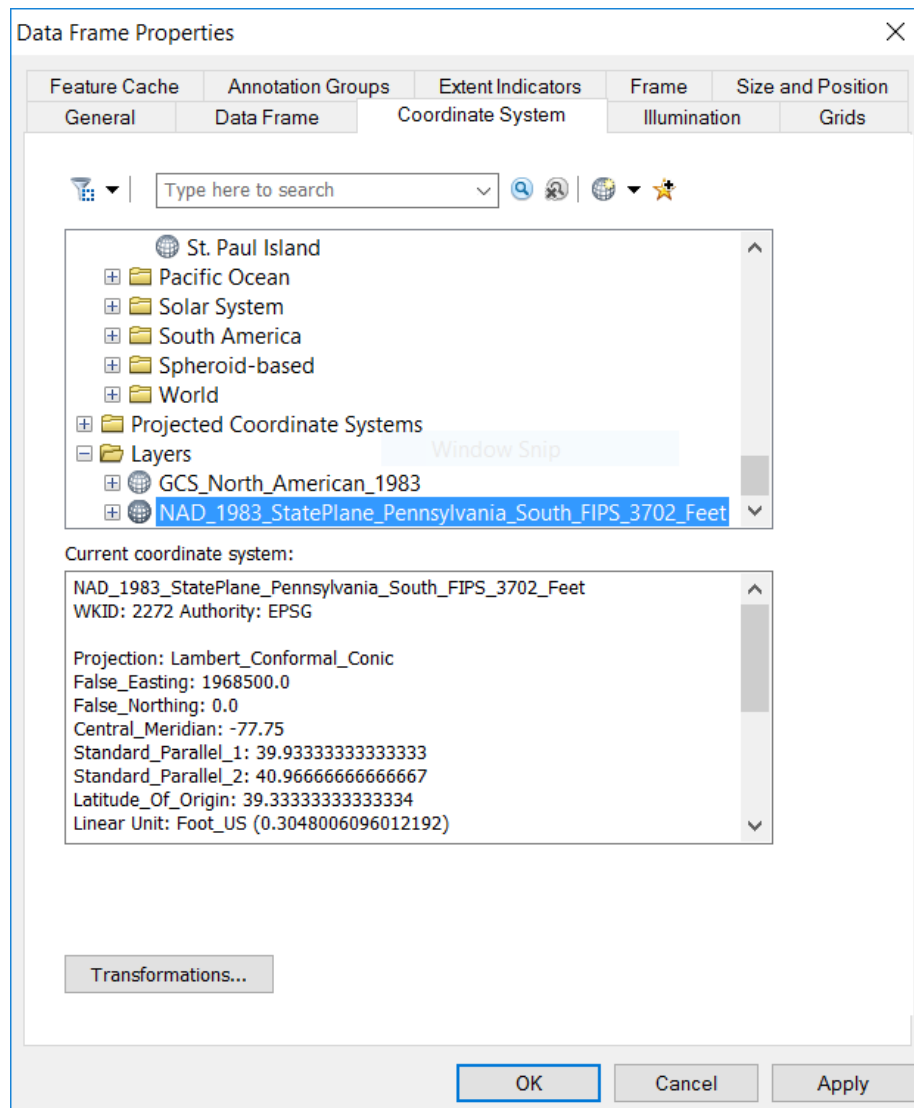 Data Frame Properties
Feature Cache Annotation Groups Extent Indicators Frame Size and Position
General Data Frame Coordinate System Illumination Grids
Type here to search
St. Paul Island
Pacific Ocean
Solar System
South America
Spheroid-based
World
Projected Coordinate Systems
Window Snip
Layers
GCS_North_American_1983
NAD_1983_StatePlane_Pennsylvania_South_FIPS_3702_Feet
Current coordinate system:
NAD_1983_StatePlane_Pennsylvania_South_FIPS_3702_Feet
WKID: 2272 Authority: EPSG
Projection: Lambert_Conformal_Conic
False_Easting: 1968500.0
False_Northing: 0.0
Central_Meridian: -77.75
Standard_Parallel_1: 39.93333333333333
Standard_Parallel_2: 40.96666666666667
Latitude_Of_Origin: 39.33333333333334
Linear Unit: Foot_US (0.3048006096012192)
Transformations...
OK Cancel Apply